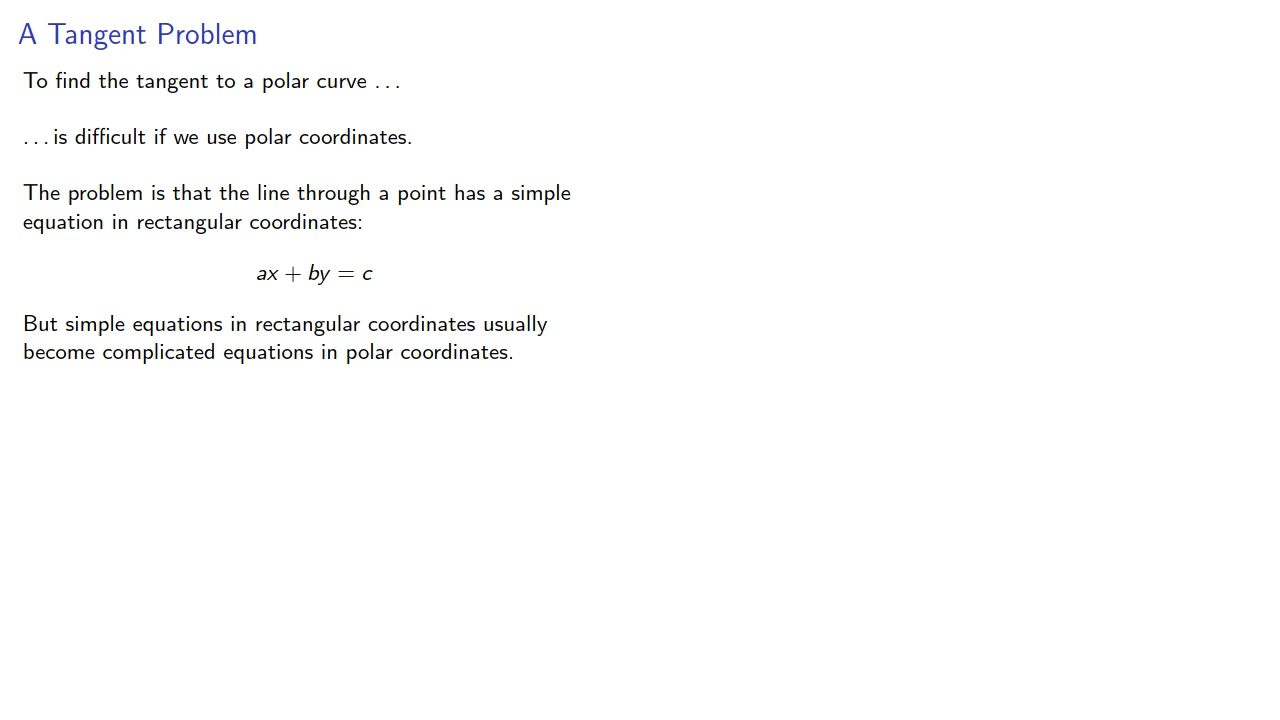 A Tangent Problem
To find the tangent to a polar curve ...
... is difficult if we use polar coordinates.
The problem is that the line through a point has a simple
equation in rectangular coordinates:
ax + by = c
But simple equations in rectangular coordinates usually
become complicated equations in polar coordinates.